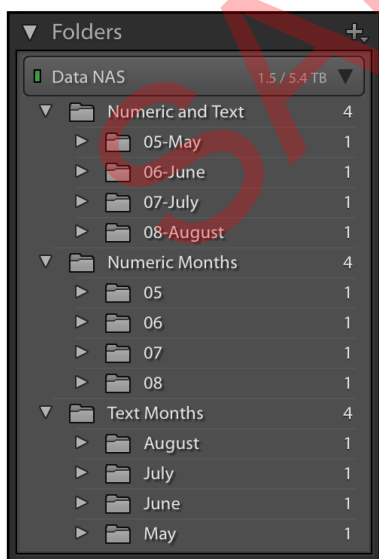 Folders
Data NAS 1.5 / 5.4 TB
Numeric and Text 4
05-May 1
06-June 1
07-July 1
08-August 1
Numeric Months 4
05 1
06 1
07 1
08 1
Text Months 4
August 1
July 1
June 1
May 1